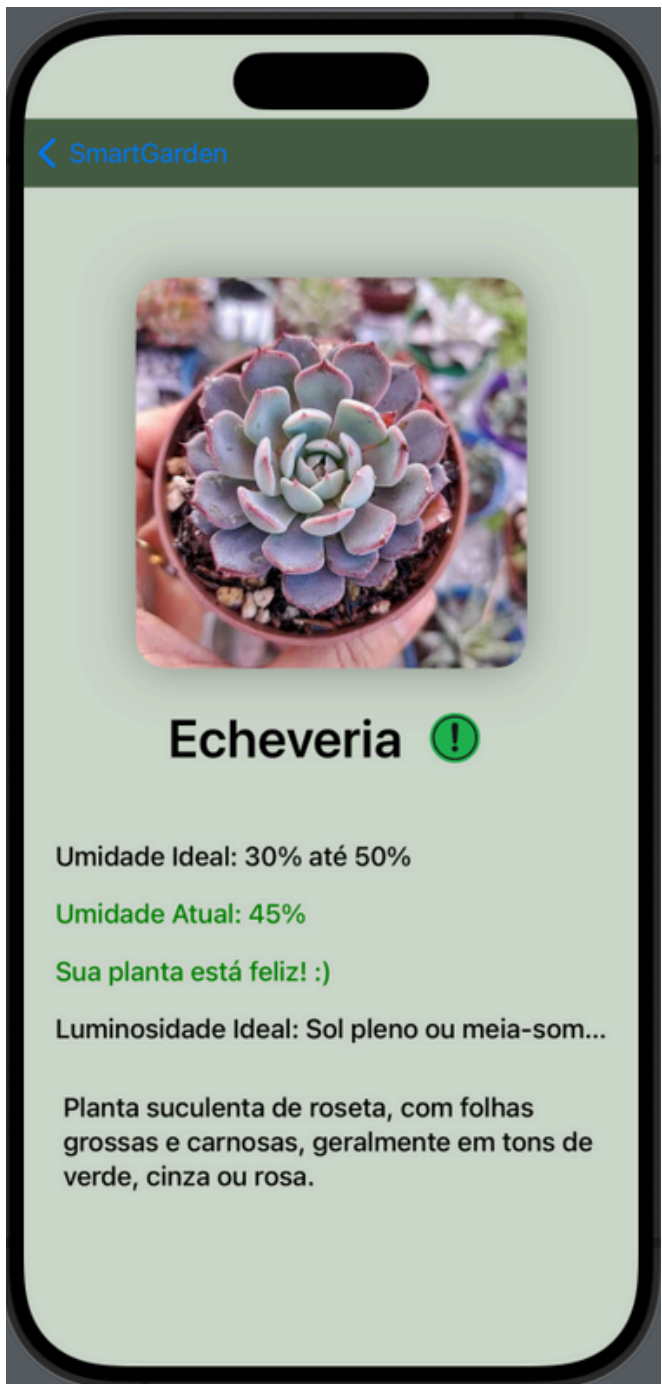 SmartGarden
Echeveria
Umidade Ideal: 30% até 50%
Umidade Atual: 45%
Sua planta está feliz! :)
Luminosidade Ideal: Sol pleno ou meia-som...
Planta suculenta de roseta, com folhas
grossas e carnosas, geralmente em tons de
verde, cinza ou rosa.